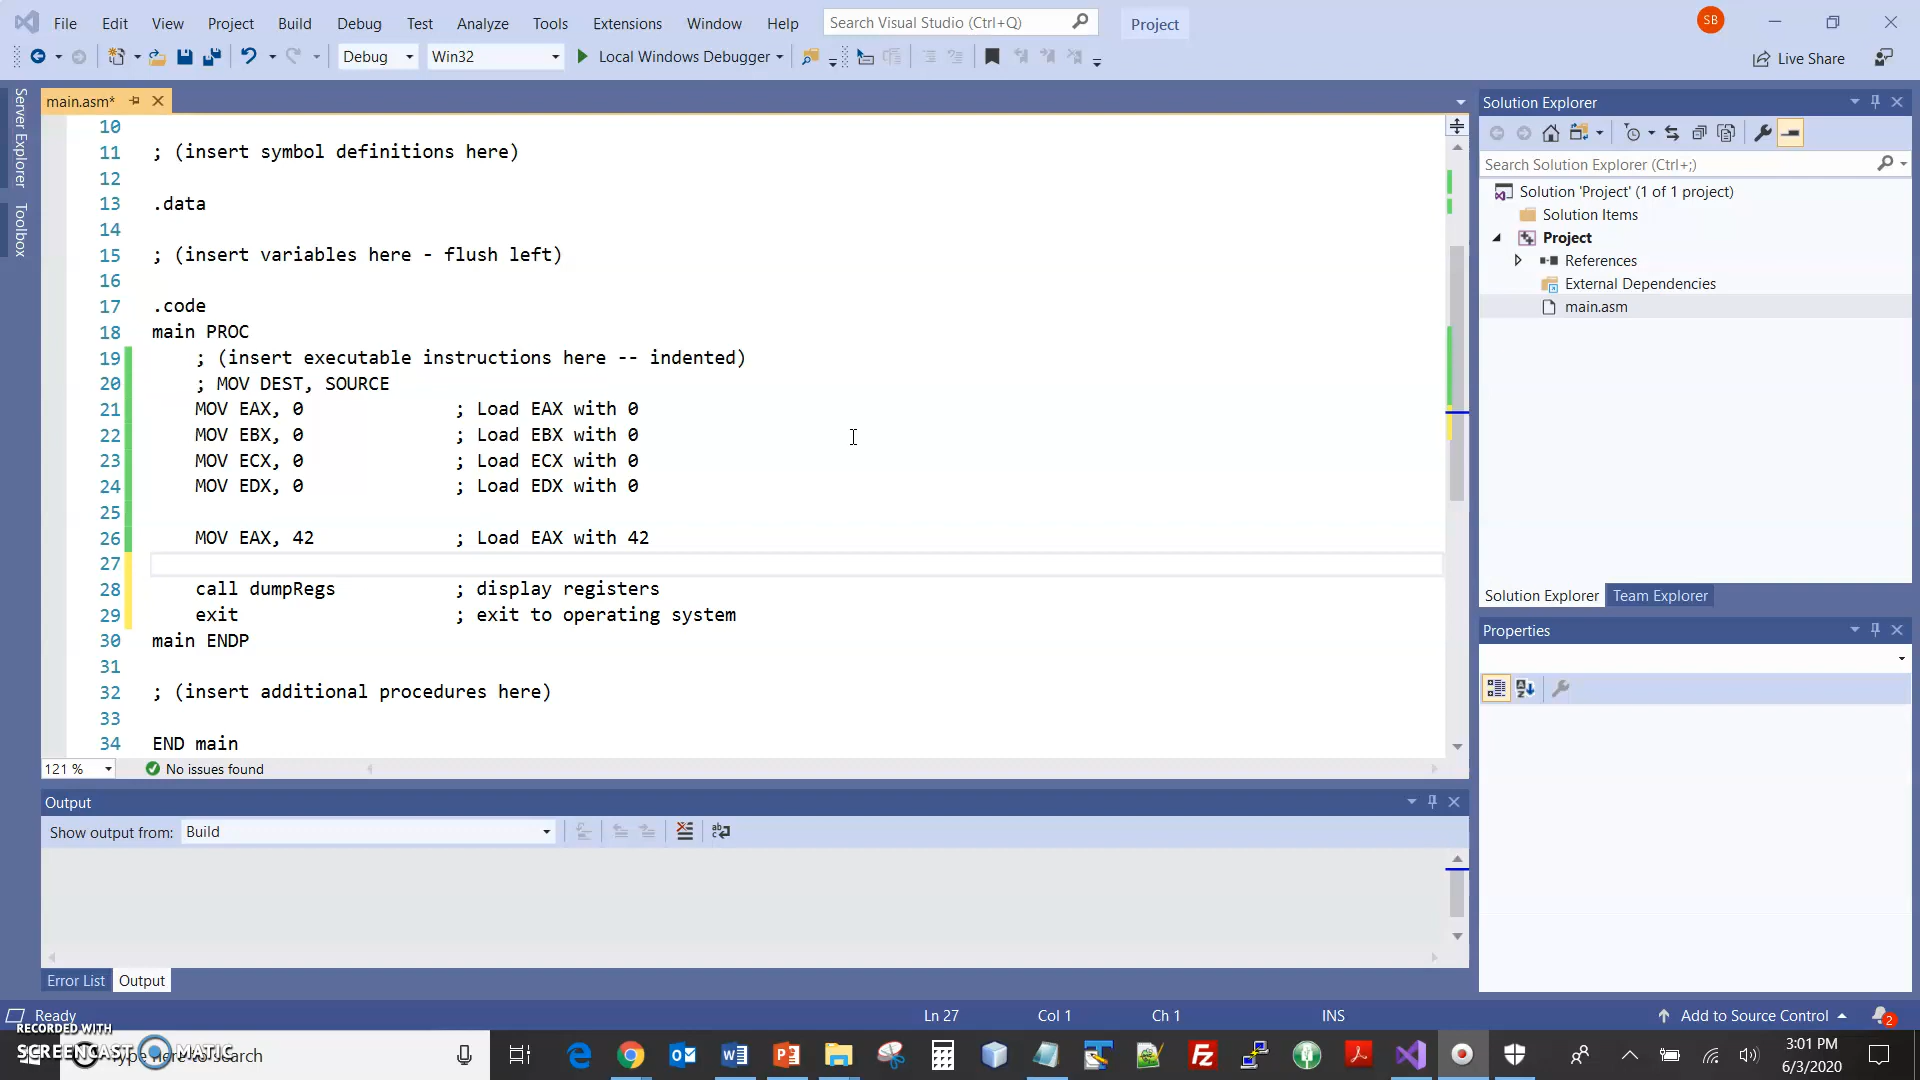 File Edit View Project Build Debug Test Analyze Tools Extensions Window Help Search Visual Studio (Ctrl+Q) Project SB
Debug Win32 Local Windows Debugger Live Share
Server Explorer
Toolbox
main.asm*
10
11 ; (insert symbol definitions here)
12
13 .data
14
15 ; (insert variables here - flush left)
16
17 .code
18 main PROC
19 ; (insert executable instructions here -- indented)
20 ; MOV DEST, SOURCE
21 MOV EAX, 0 ; Load EAX with 0
22 MOV EBX, 0 ; Load EBX with 0
23 MOV ECX, 0 ; Load ECX with 0
24 MOV EDX, 0 ; Load EDX with 0
25
26 MOV EAX, 42 ; Load EAX with 42
27
28 call dumpRegs ; display registers
29 exit ; exit to operating system
30 main ENDP
31
32 ; (insert additional procedures here)
33
34 END main
121 % No issues found
Output
Show output from: Build
Error List Output
Solution Explorer
Search Solution Explorer (Ctrl+;)
Solution 'Project' (1 of 1 project)
Solution Items
Project
References
External Dependencies
main.asm
Solution Explorer Team Explorer
Properties
Ready Ln 27 Col 1 Ch 1 INS Add to Source Control 2
RECORDED WITH
SCREENCAST MATIC
Type here to search
3:01 PM
6/3/2020